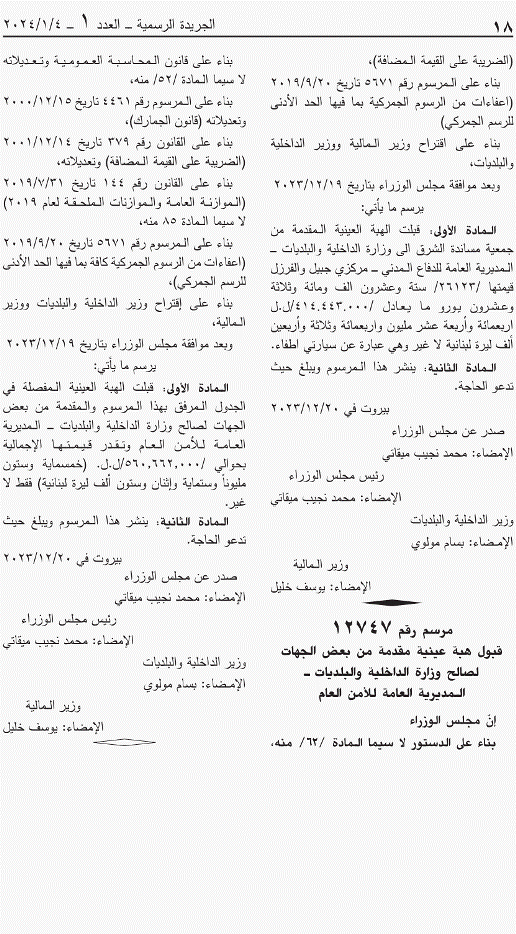 ١٨
الجريدة الرسمية ـ العدد ١ ـ ٢٠٢٤/١/٤
(الضريبة على القيمة المضافة)،
بناء على المرسوم رقم ٥٦٧١ تاريخ ٢٠١٩/٩/٢٠
(اعفاءات من الرسوم الجمركية بما فيها الحد الأدنى
للرسم الجمركي)
بناء على اقتراح وزير المالية ووزير الداخلية
والبلديات،
وبعد موافقة مجلس الوزراء بتاريخ ٢٠٢٣/١٢/١٩
يرسم ما يأتي:
المادة الأولى: قبلت الهبة العينية المقدمة من
جمعية مساندة الشرق الى وزارة الداخلية والبلديات ـ
المديرية العامة للدفاع المدني ـ مركزي جبيل والفرزل
قيمتها /٢٦١٢٣/ ستة وعشرون الف ومائة وثلاثة
وعشرون يورو ما يعادل /٤١٤.٤٤٣.٠٠٠/ل.ل
اربعمائة وأربعة عشر مليون واربعمائة وثلاثة وأربعين
ألف ليرة لبنانية لا غير وهي عبارة عن سيارتي اطفاء.
المادة الثانية: ينشر هذا المرسوم ويبلغ حيث
تدعو الحاجة.
بيروت في ٢٠٢٣/١٢/٢٠
صدر عن مجلس الوزراء
الإمضاء: محمد نجيب ميقاتي
رئيس مجلس الوزراء
الإمضاء: محمد نجيب ميقاتي
وزير الداخلية والبلديات
الإمضاء: بسام مولوي
وزير المالية
الإمضاء: يوسف خليل
مرسم رقم ١٢٧٤٧
قبول هبة عينية مقدمة من بعض الجهات
لصالح وزارة الداخلية والبلديات ـ
المديرية العامة للأمن العام
إنّ مجلس الوزراء
بناء على الدستور لا سيما المادة /٦٢/ منه،
بناء على قانون المحاسبة العمومية وتعديلاته
لا سيما المادة /٥٢/ منه،
بناء على المرسوم رقم ٤٤٦١ تاريخ ٢٠٠٠/١٢/١٥
وتعديلاته (قانون الجمارك)،
بناء على القانون رقم ٣٧٩ تاريخ ٢٠٠١/١٢/١٤
(الضريبة على القيمة المضافة) وتعديلاته،
بناء على القانون رقم ١٤٤ تاريخ ٢٠١٩/٧/٣١
(الموازنة العامة والموازنات الملحقة لعام ٢٠١٩)
لا سيما المادة ٨٥ منه،
بناء على المرسوم رقم ٥٦٧١ تاريخ ٢٠١٩/٩/٢٠
(اعفاءات من الرسوم الجمركية كافة بما فيها الحد الأدنى
للرسم الجمركي)،
بناء على إقتراح وزير الداخلية والبلديات ووزير
المالية،
وبعد موافقة مجلس الوزراء بتاريخ ٢٠٢٣/١٢/١٩
يرسم ما يأتي:
المادة الأولى: قبلت الهبة العينية المفصلة في
الجدول المرفق بهذا المرسوم والمقدمة من بعض
الجهات لصالح وزارة الداخلية والبلديات ـ المديرية
العامة للأمن العام وتقدر قيمتها الإجمالية
بحوالي /٥٦٠,٦٦٢,٠٠٠/ل.ل. (خمسماية وستون
مليوناً وستماية وإثنان وستون ألف ليرة لبنانية) فقط لا
غير.
المادة الثانية: ينشر هذا المرسوم ويبلغ حيث
تدعو الحاجة.
بيروت في ٢٠٢٣/١٢/٢٠
صدر عن مجلس الوزراء
الإمضاء: محمد نجيب ميقاتي
رئيس مجلس الوزراء
الإمضاء: محمد نجيب ميقاتي
وزير الداخلية والبلديات
الإمضاء: بسام مولوي
وزير المالية
الإمضاء: يوسف خليل